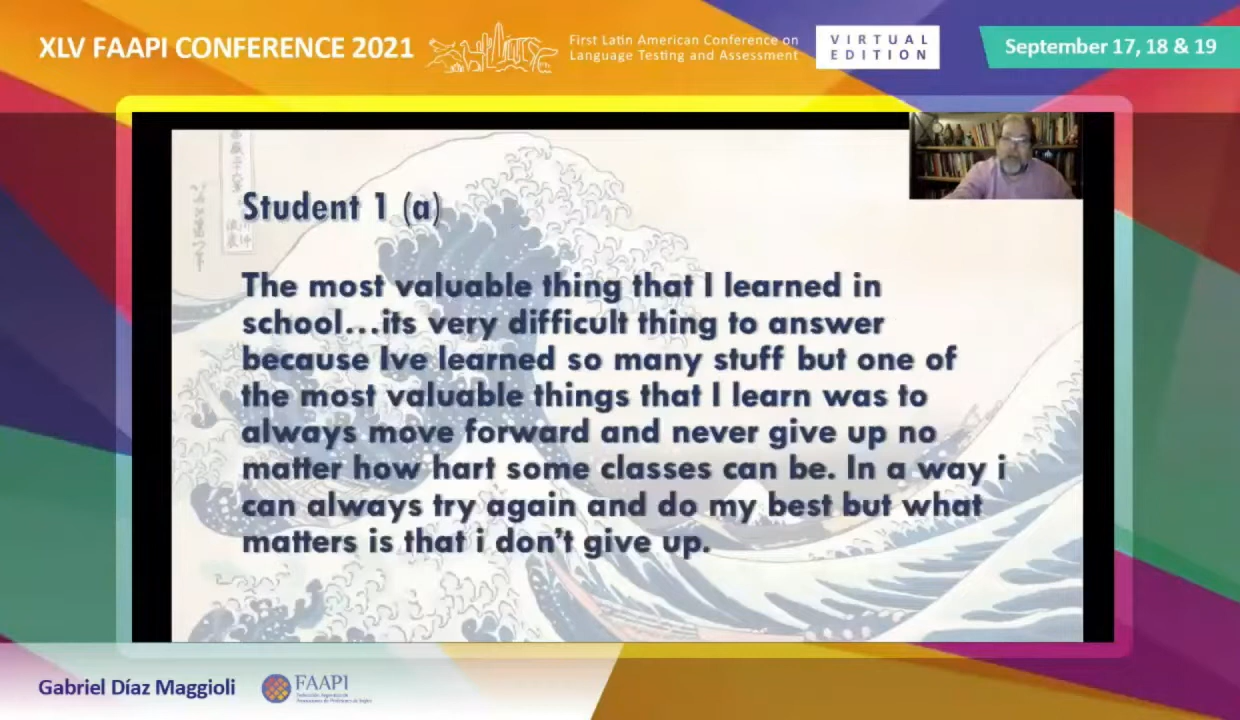 XLV FAAPI CONFERENCE 2021
First Latin American Conference on
Language Testing and Assessment
VIRTUAL
EDITION
September 17, 18 & 19
Student 1 (a)
The most valuable thing that I learned in
school...its very difficult thing to answer
because Ive learned so many stuff but one of
the most valuable things that I learn was to
always move forward and never give up no
matter how hart some classes can be. In a way i
can always try again and do my best but what
matters is that i don't give up.
Gabriel Díaz Maggioli
FAAPI